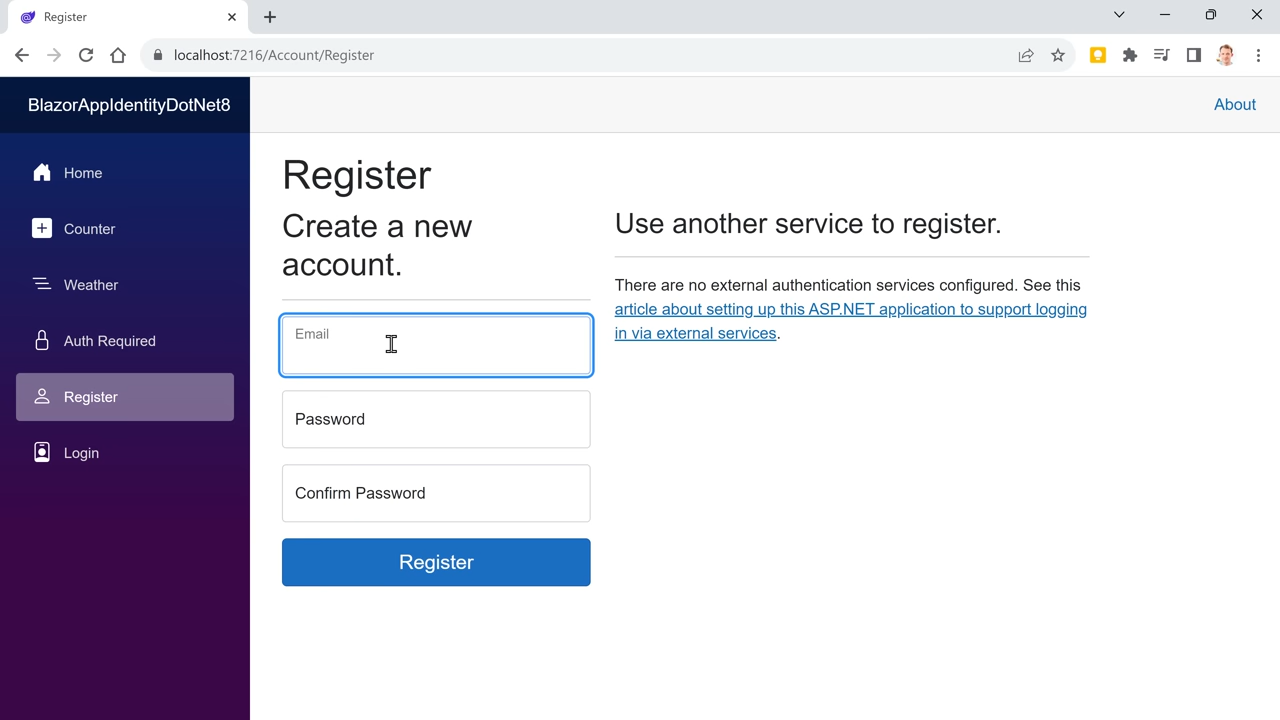 Register
localhost:7216/Account/Register
BlazorAppIdentityDotNet8
About
Home
Counter
Weather
Auth Required
Register
Login
Register
Create a new
account.
Email
Password
Confirm Password
Register
Use another service to register.
There are no external authentication services configured. See this
article about setting up this ASP.NET application to support logging
in via external services.